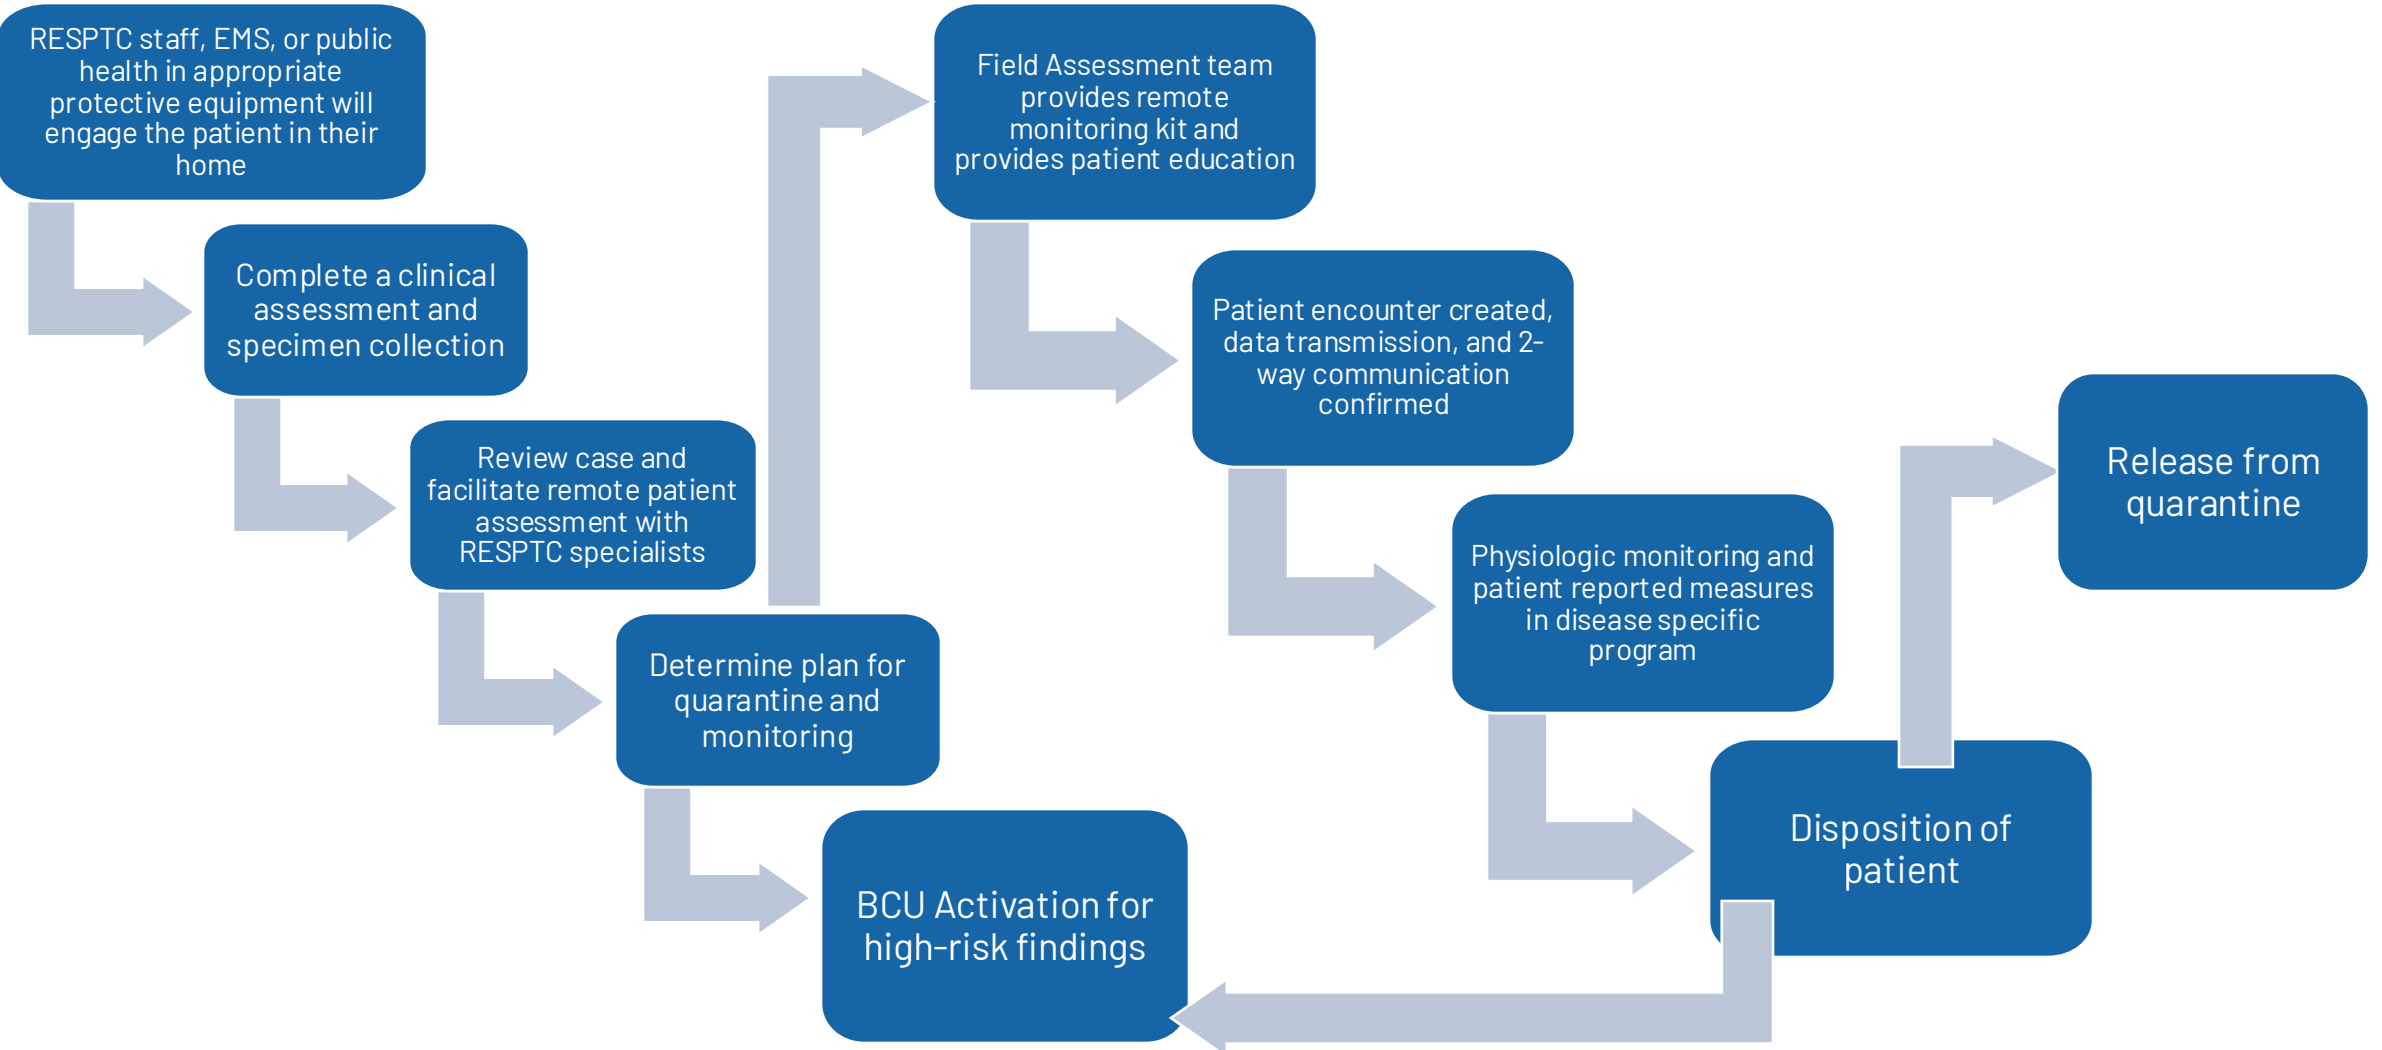 RESPTC staff, EMS, or public
health in appropriate
protective equipment will
engage the patient in their
home
Complete a clinical
assessment and
specimen collection
Review case and
facilitate remote patient
assessment with
RESPTC specialists
Determine plan for
quarantine and
monitoring
BCU Activation for
high-risk findings
Field Assessment team
provides remote
monitoring kit and
provides patient education
Patient encounter created,
data transmission, and 2-
way communication
confirmed
Physiologic monitoring and
patient reported measures
in disease specific
program
Disposition of
patient
Release from
quarantine